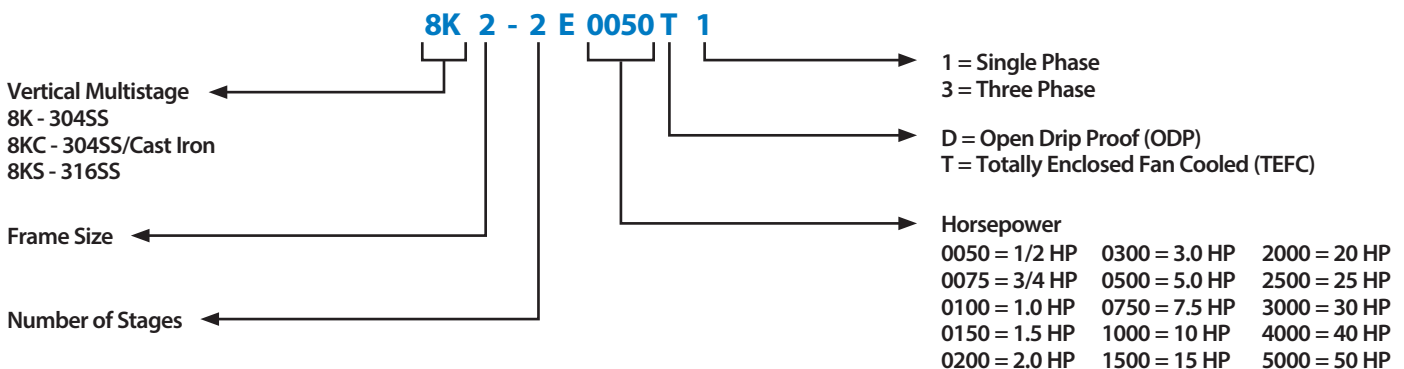 8K 2 - 2 E 0050 T 1
Vertical Multistage
8K - 304SS
8KC - 304SS/Cast Iron
8KS - 316SS
Frame Size
Number of Stages
1 = Single Phase
3 = Three Phase
D = Open Drip Proof (ODP)
T = Totally Enclosed Fan Cooled (TEFC)
Horsepower
0050 = 1/2 HP 0300 = 3.0 HP 2000 = 20 HP
0075 = 3/4 HP 0500 = 5.0 HP 2500 = 25 HP
0100 = 1.0 HP 0750 = 7.5 HP 3000 = 30 HP
0150 = 1.5 HP 1000 = 10 HP 4000 = 40 HP
0200 = 2.0 HP 1500 = 15 HP 5000 = 50 HP